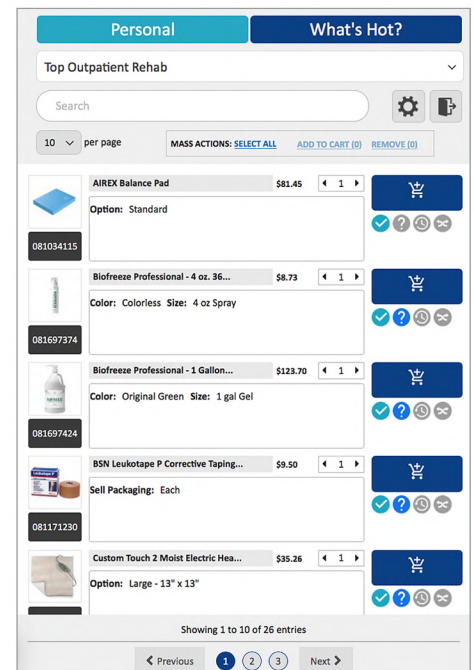 Personal
What's Hot?
Top Outpatient Rehab
Search
10 per page
MASS ACTIONS: SELECT ALL ADD TO CART (0) REMOVE (0)
AIREX Balance Pad $81.45 1
Option: Standard
081034115
Biofreeze Professional - 4 oz. 36... $8.73 1
Color: Colorless Size: 4 oz Spray
081697374
Biofreeze Professional - 1 Gallon... $123.70 1
Color: Original Green Size: 1 gal Gel
081697424
BSN Leukotape P Corrective Taping... $9.50 1
Sell Packaging: Each
Leukotape P
081171230
Custom Touch 2 Moist Electric Hea... $35.26 1
Option: Large - 13" x 13"
Showing 1 to 10 of 26 entries
Previous 1 2 3 Next